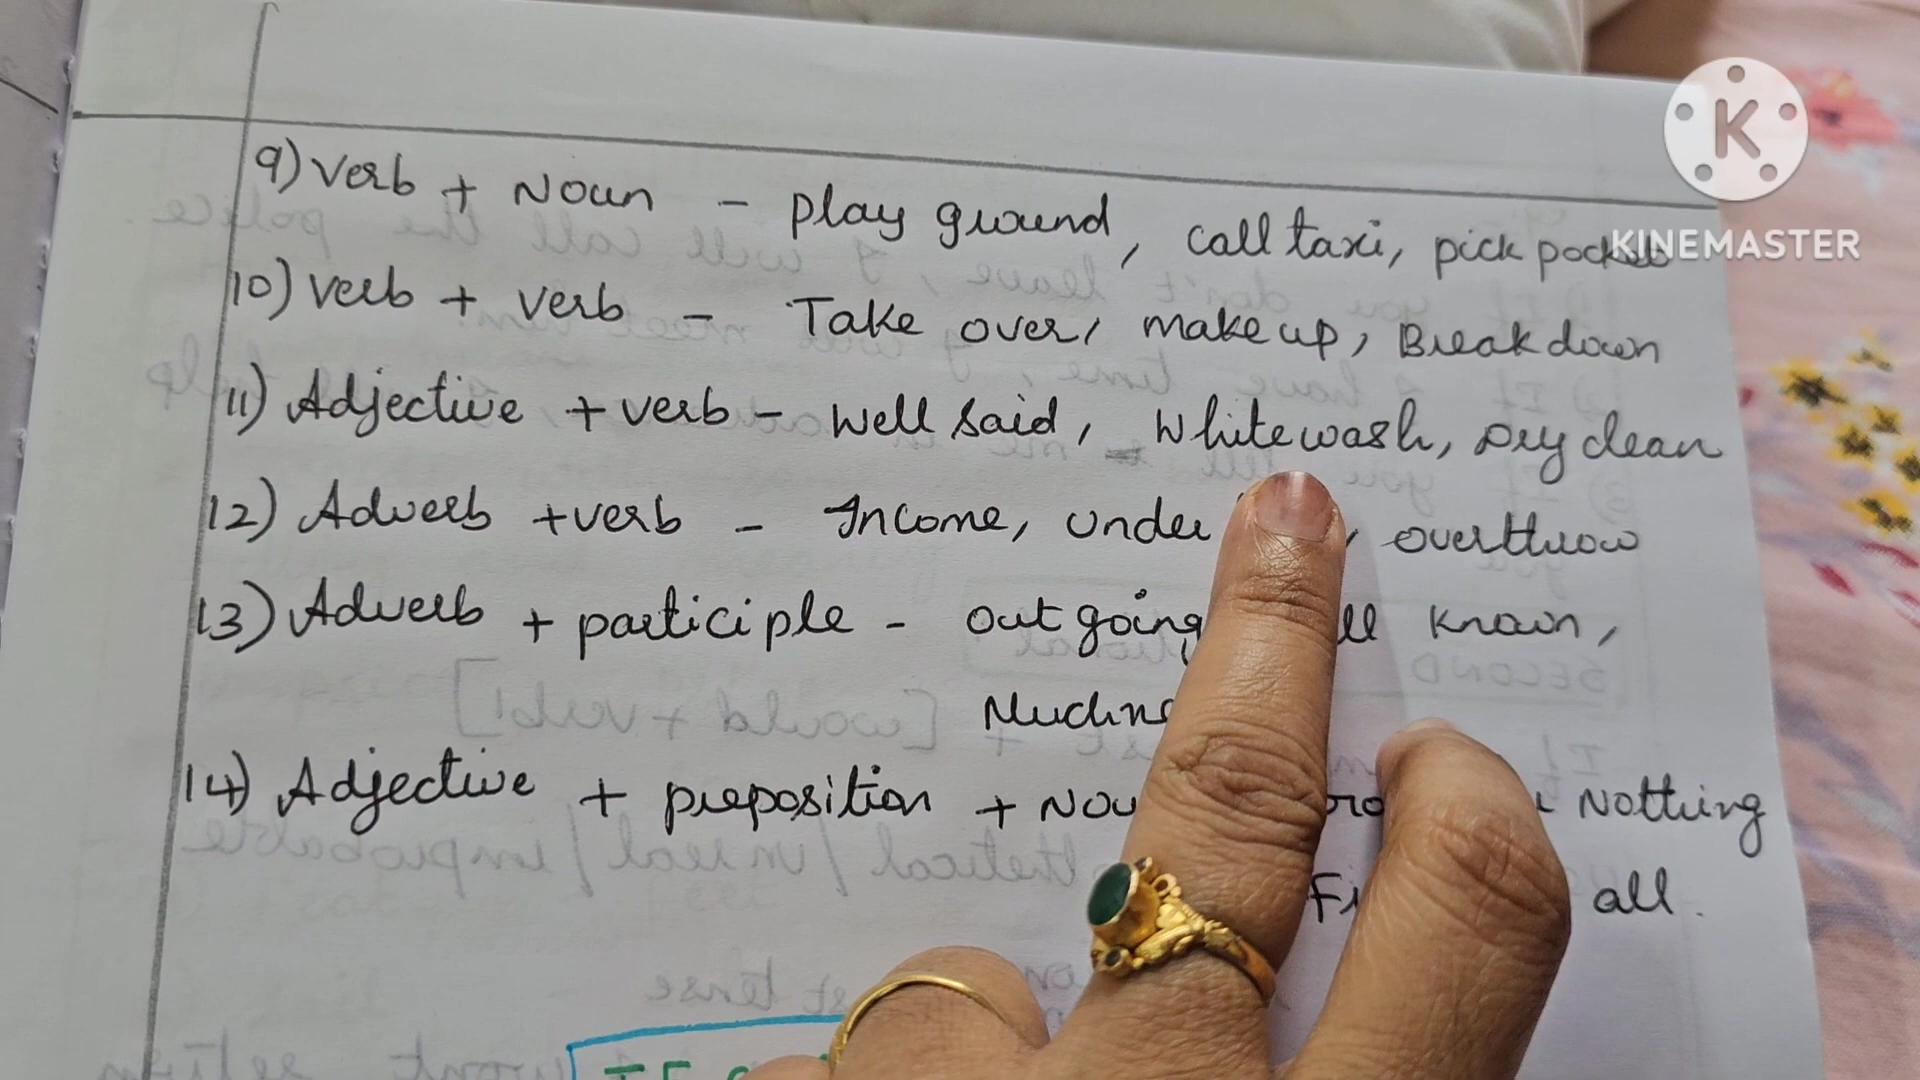 9) Verb + Noun - play ground, call taxi, pick pocket
10) Verb + Verb - Take over, make up, Break down
11) Adjective + verb - Well said, White wash, Dry clean
12) Adverb + verb - Income, Under , overthrow
13) Adverb + participle - out going, known,
14) Adjective + preposition + Nothing
all.
KINEMASTER